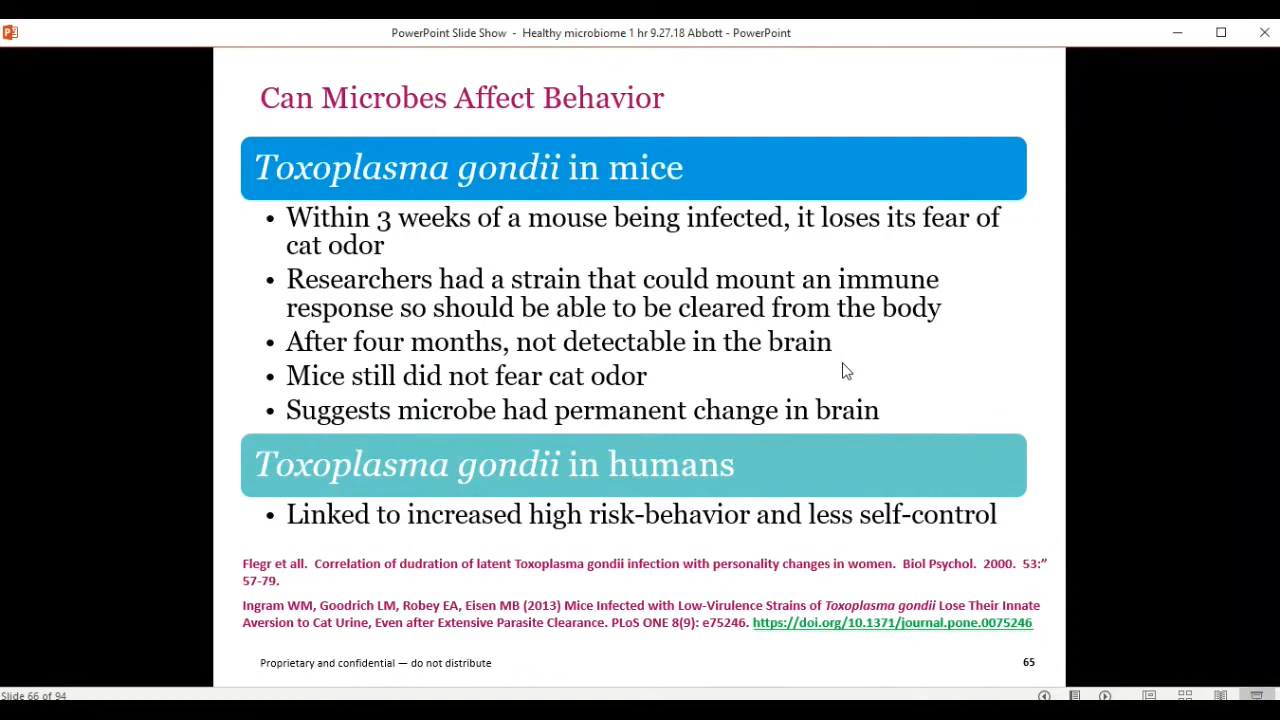 PowerPoint Slide Show - Healthy microbiome 1 hr 9.27.18 Abbott - PowerPoint
Can Microbes Affect Behavior
Toxoplasma gondii in mice
• Within 3 weeks of a mouse being infected, it loses its fear of
cat odor
• Researchers had a strain that could mount an immune
response so should be able to be cleared from the body
• After four months, not detectable in the brain
• Mice still did not fear cat odor
• Suggests microbe had permanent change in brain
Toxoplasma gondii in humans
• Linked to increased high risk-behavior and less self-control
Flegr et all. Correlation of dudration of latent Toxoplasma gondii infection with personality changes in women. Biol Psychol. 2000. 53:”
57-79.
Ingram WM, Goodrich LM, Robey EA, Eisen MB (2013) Mice Infected with Low-Virulence Strains of Toxoplasma gondii Lose Their Innate
Aversion to Cat Urine, Even after Extensive Parasite Clearance. PLoS ONE 8(9): e75246. https://doi.org/10.1371/journal.pone.0075246
Proprietary and confidential — do not distribute
65
Slide 66 of 94